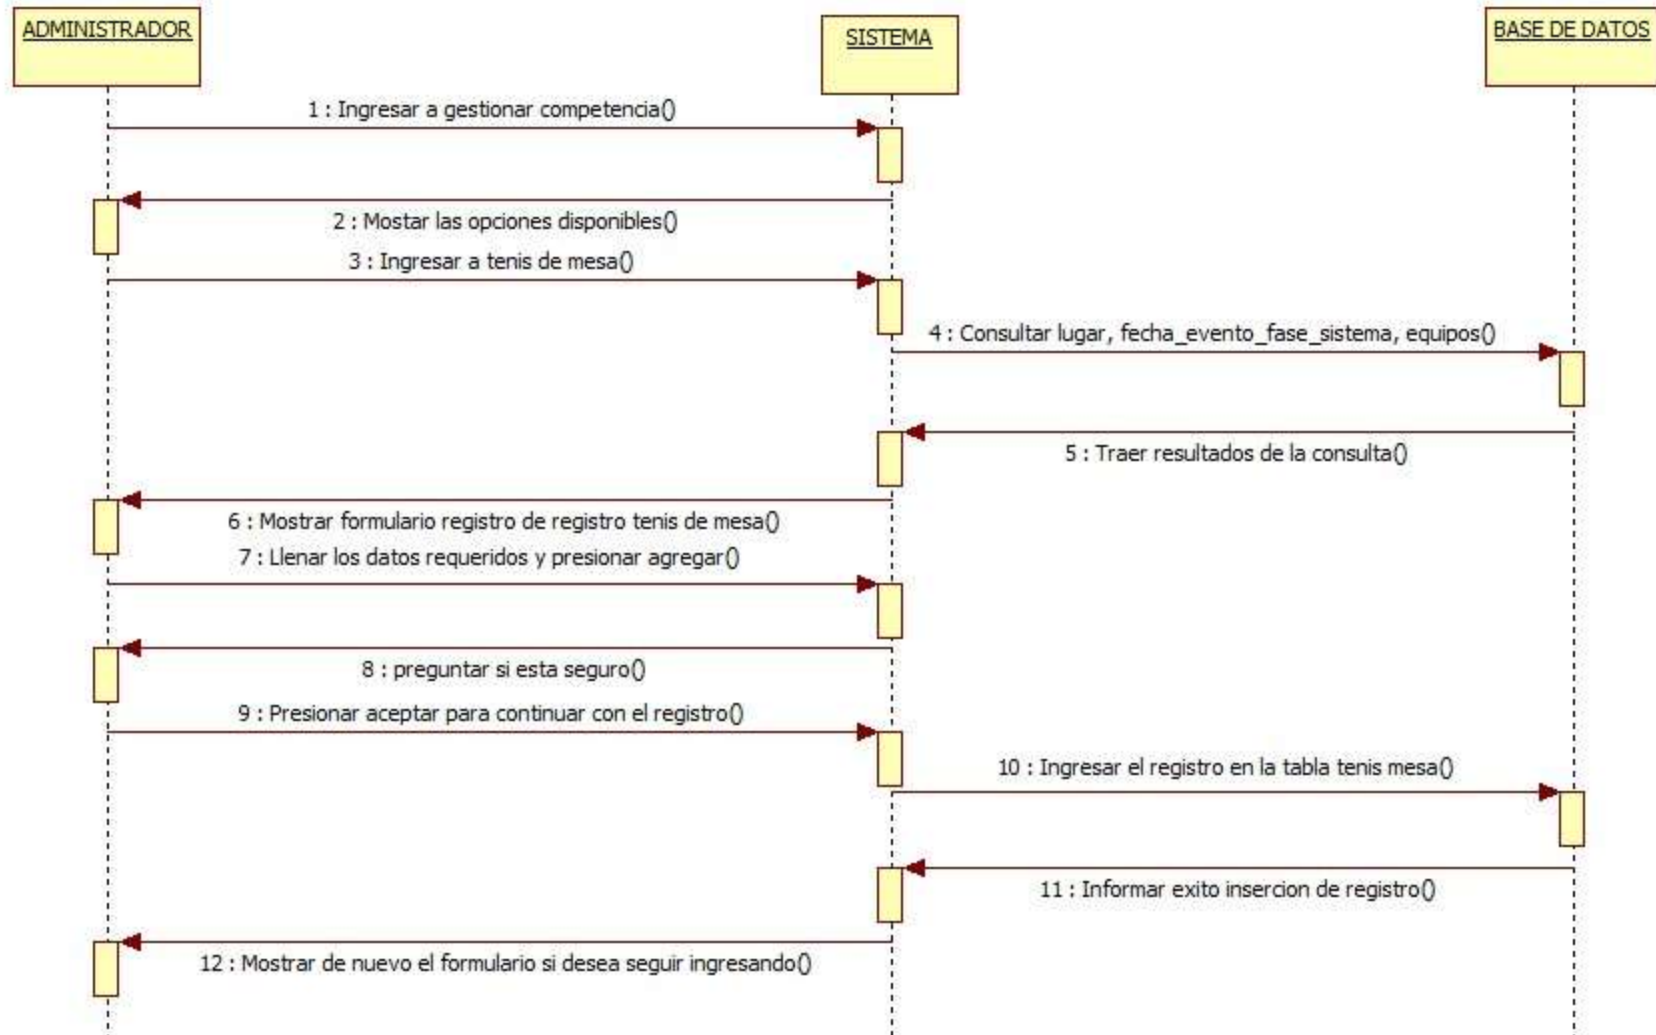 ADMINISTRADOR
SISTEMA
BASE DE DATOS
1 : Ingresar a gestionar competencia()
2 : Mostar las opciones disponibles()
3 : Ingresar a tenis de mesa()
4 : Consultar lugar, fecha_evento_fase_sistema, equipos()
5 : Traer resultados de la consulta()
6 : Mostrar formulario registro de registro tenis de mesa()
7 : Llenar los datos requeridos y presionar agregar()
8 : preguntar si esta seguro()
9 : Presionar aceptar para continuar con el registro()
10 : Ingresar el registro en la tabla tenis mesa()
11 : Informar exito insercion de registro()
12 : Mostrar de nuevo el formulario si desea seguir ingresando()